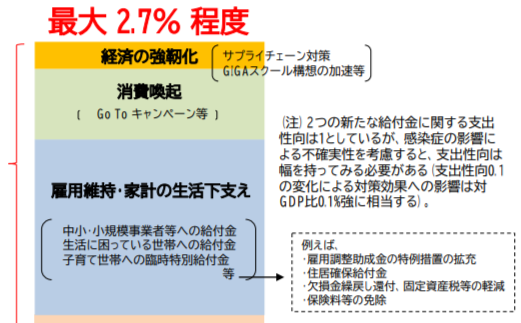 最大 2.7% 程度
経済の強靭化
サプライチェーン対策
GIGAスクール構想の加速等
消費喚起
( Go To キャンペーン等 )
(注) 2つの新たな給付金に関する支出
性向は1としているが、感染症の影響に
よる不確実性を考慮すると、支出性向は
幅を持ってみる必要がある(支出性向0.1
の変化による対策効果への影響は対
GDP比0.1%強に相当する)。
雇用維持・家計の生活下支え
中小・小規模事業者等への給付金
生活に困っている世帯への給付金
子育て世帯への臨時特別給付金
等
例えば、
・雇用調整助成金の特例措置の拡充
・住居確保給付金
・欠損金繰戻し還付、固定資産税等の軽減
・保険料等の免除